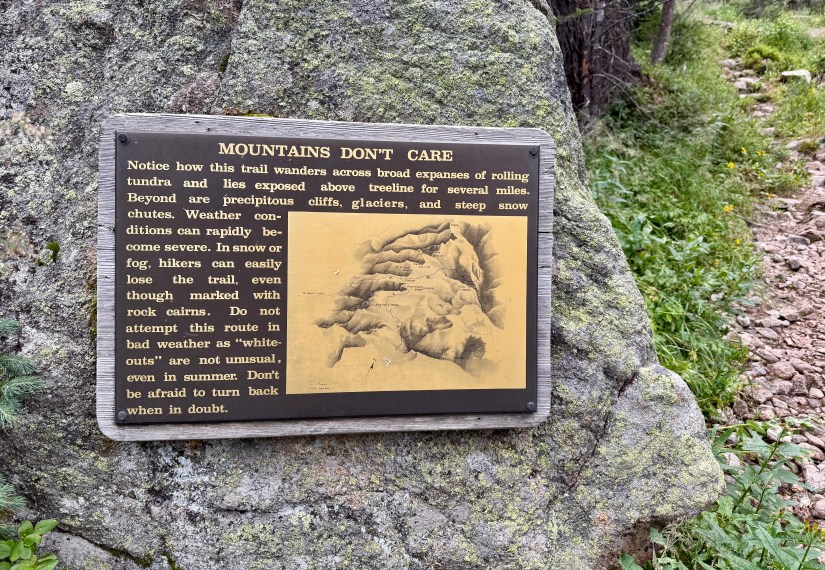 MOUNTAINS DON'T CARE
Notice how this trail wanders across broad expanses of rolling
tundra and lies exposed above treeline for several miles.
Beyond are precipitous cliffs, glaciers, and steep snow
chutes. Weather con-
ditions can rapidly be-
come severe. In snow or
fog, hikers can easily
lose the trail, even
though marked with
rock cairns. Do not
attempt this route in
bad weather as "white-
outs" are not unusual,
even in summer. Don't
be afraid to turn back
when in doubt.